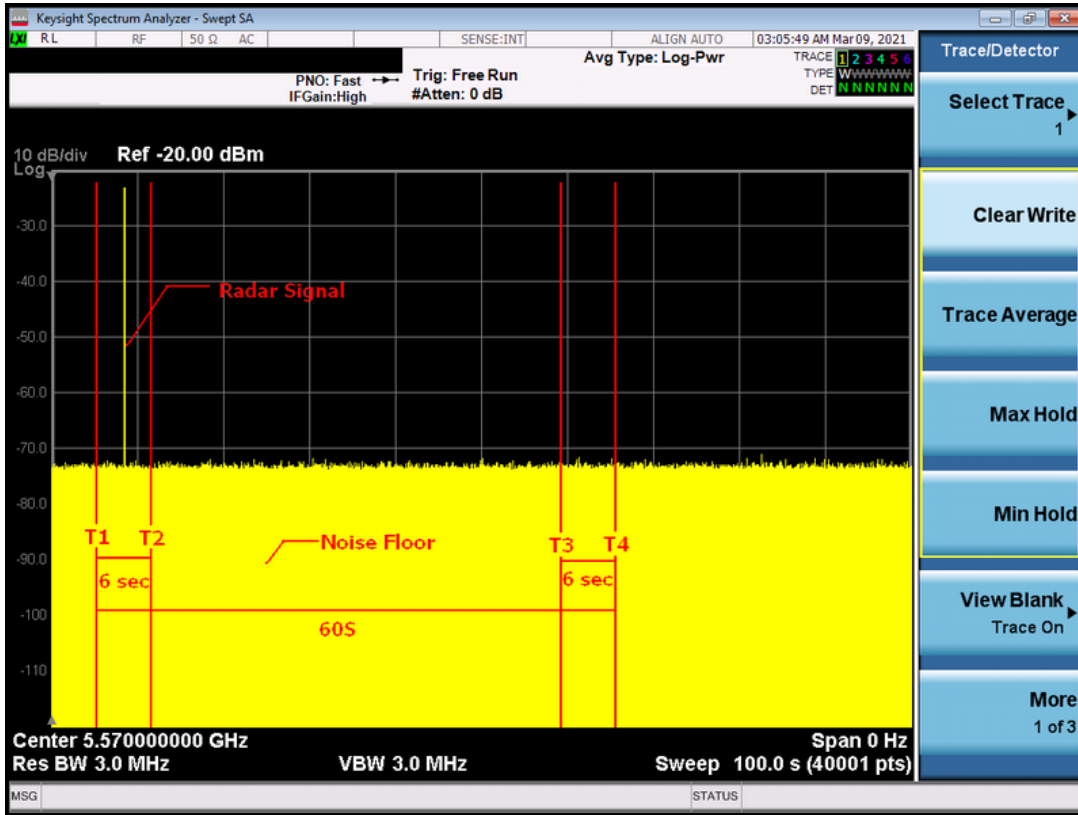 Keysight Spectrum Analyzer - Swept SA
LXI RL RF 50 Ω AC SENSE:INT ALIGN AUTO 03:05:49 AM Mar 09, 2021
Trace/Detector
Avg Type: Log-Pwr
TRACE 1 2 3 4 5 6
PNO: Fast Trig: Free Run
TYPE WWWWWW
IFGain:High #Atten: 0 dB
DET N N N N N N
Select Trace
1
10 dB/div Ref -20.00 dBm
Log
Clear Write
-30.0
-40.0
Radar Signal
Trace Average
-50.0
-60.0
Max Hold
-70.0
-80.0
Min Hold
T1 T2 Noise Floor T3 T4
-90.0
6 sec 6 sec
View Blank
Trace On
-100
60S
-110
More
1 of 3
Center 5.570000000 GHz Span 0 Hz
Res BW 3.0 MHz VBW 3.0 MHz Sweep 100.0 s (40001 pts)
MSG STATUS